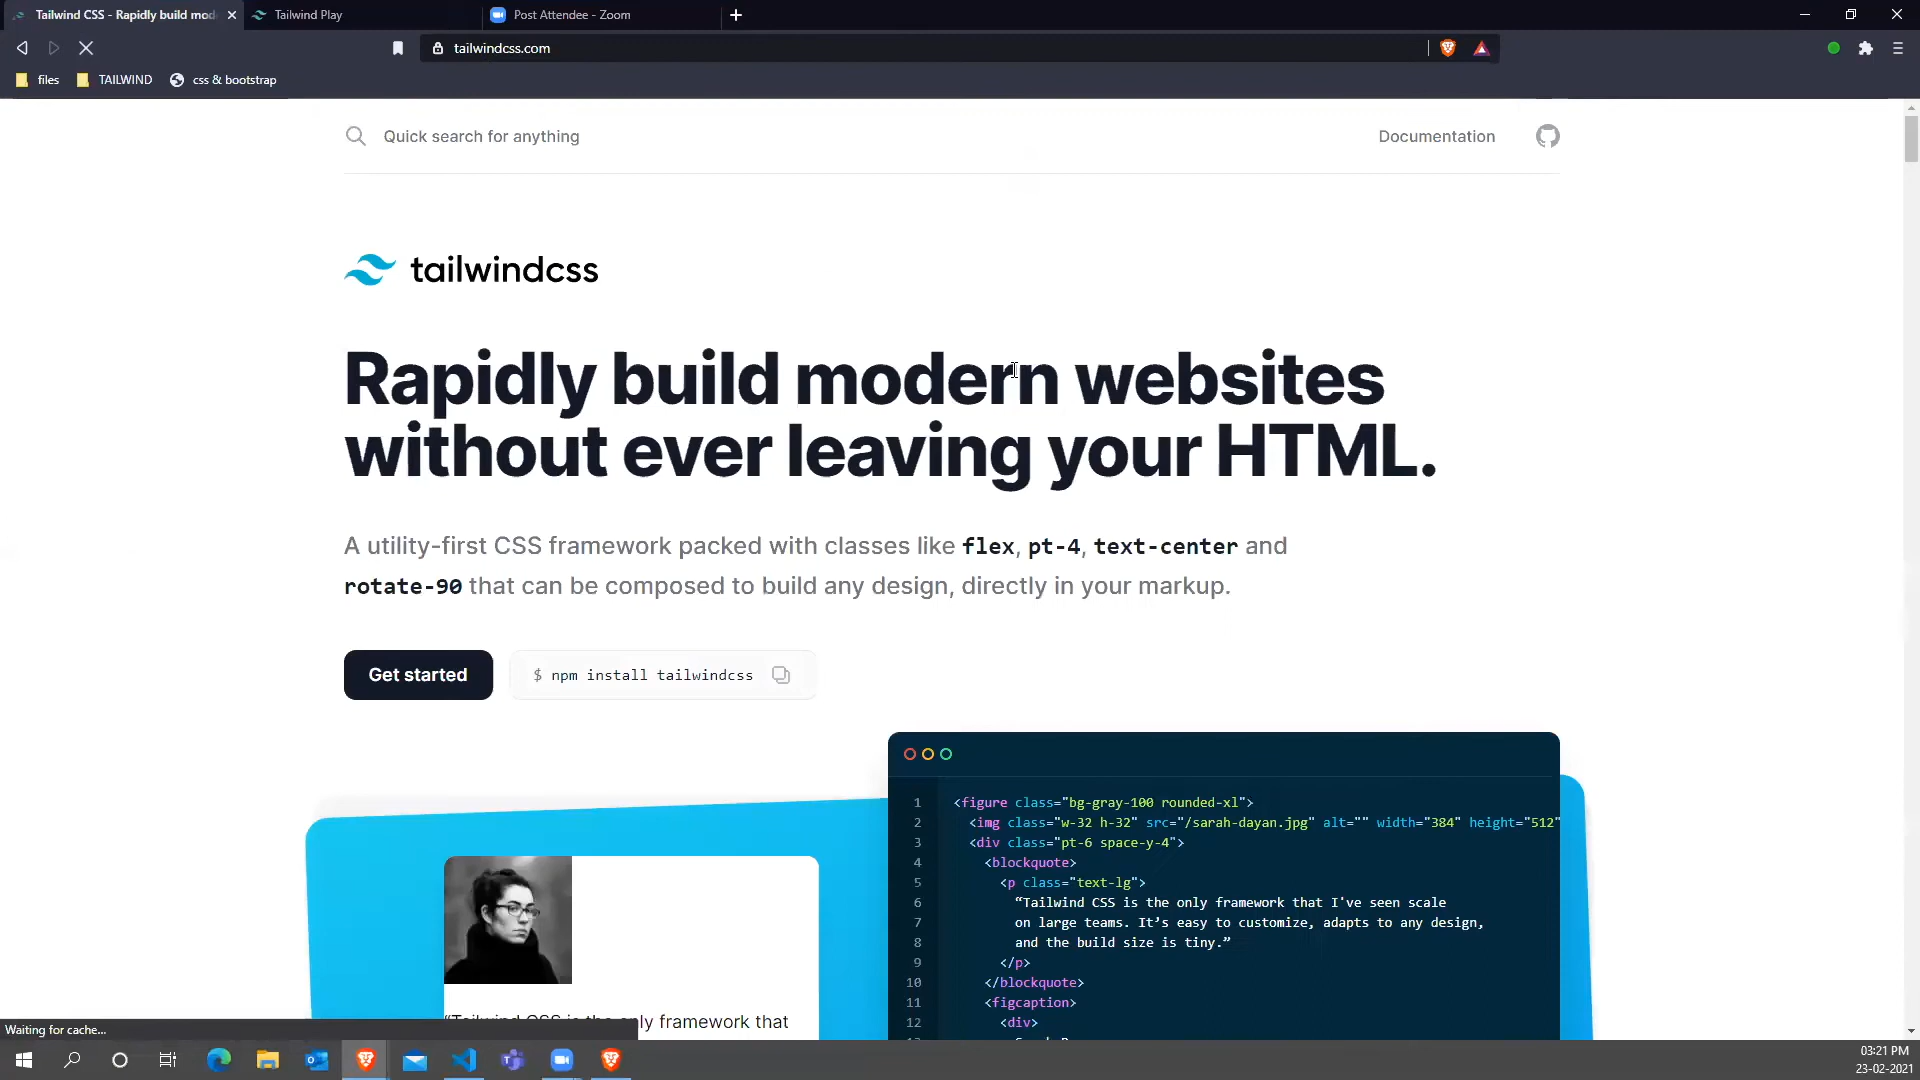 Tailwind CSS - Rapidly build mod
Tailwind Play
Post Attendee - Zoom
tailwindcss.com
files
TAILWIND
css & bootstrap
Quick search for anything
Documentation
tailwindcss
Rapidly build modern websites
without ever leaving your HTML.
A utility-first CSS framework packed with classes like flex, pt-4, text-center and
rotate-90 that can be composed to build any design, directly in your markup.
Get started
$ npm install tailwindcss
1 <figure class="bg-gray-100 rounded-xl">
2 <img class="w-32 h-32" src="/sarah-dayan.jpg" alt="" width="384" height="512"
3 <div class="pt-6 space-y-4">
4 <blockquote>
5 <p class="text-lg">
6 “Tailwind CSS is the only framework that I've seen scale
7 on large teams. It’s easy to customize, adapts to any design,
8 and the build size is tiny.”
9 </p>
10 </blockquote>
11 <figcaption>
12 <div>
“Tailwind CSS is the only framework that
Waiting for cache...
03:21 PM
23-02-2021